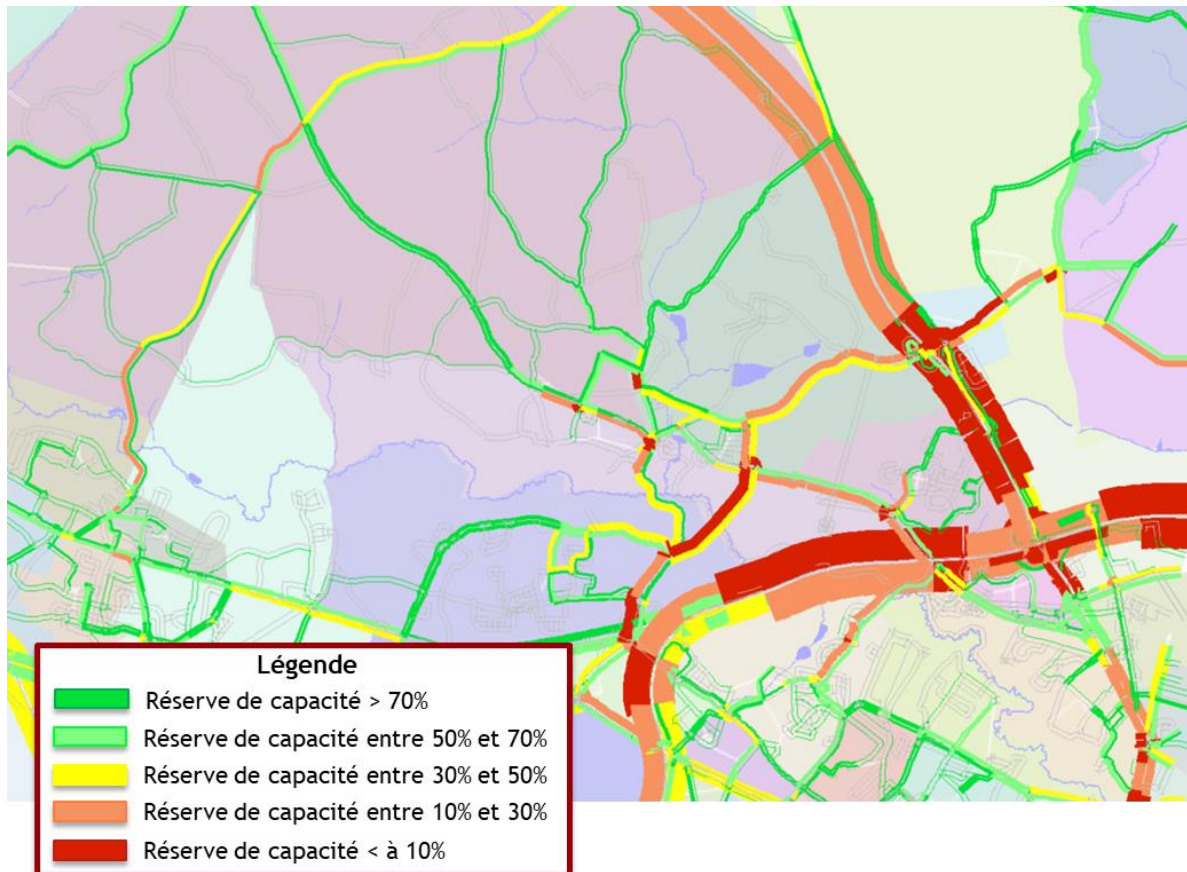 Légende
Réserve de capacité > 70%
Réserve de capacité entre 50% et 70%
Réserve de capacité entre 30% et 50%
Réserve de capacité entre 10% et 30%
Réserve de capacité < à 10%